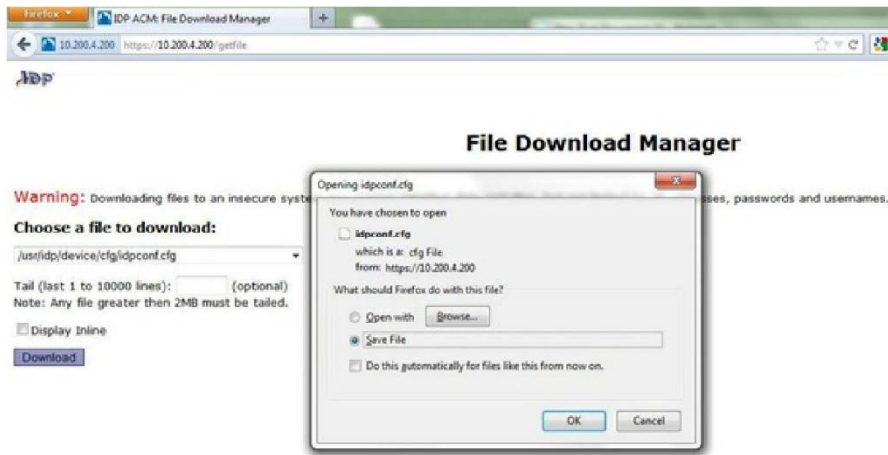 Firefox
IDP ACM: File Download Manager
10.200.4.200 https://10.200.4.200/getfile
IDP
File Download Manager
Warning: Downloading files to an insecure syste
sses, passwords and usernames.
Choose a file to download:
/usr/idp/device/cfg/idpconf.cfg
Tail (last 1 to 10000 lines): (optional)
Note: Any file greater then 2MB must be tailed.
Display Inline
Download
Opening idpconf.cfg
You have chosen to open
idpconf.cfg
which is a: cfg File
from: https://10.200.4.200
What should Firefox do with this file?
Open with Browse...
Save File
Do this automatically for files like this from now on.
OK Cancel